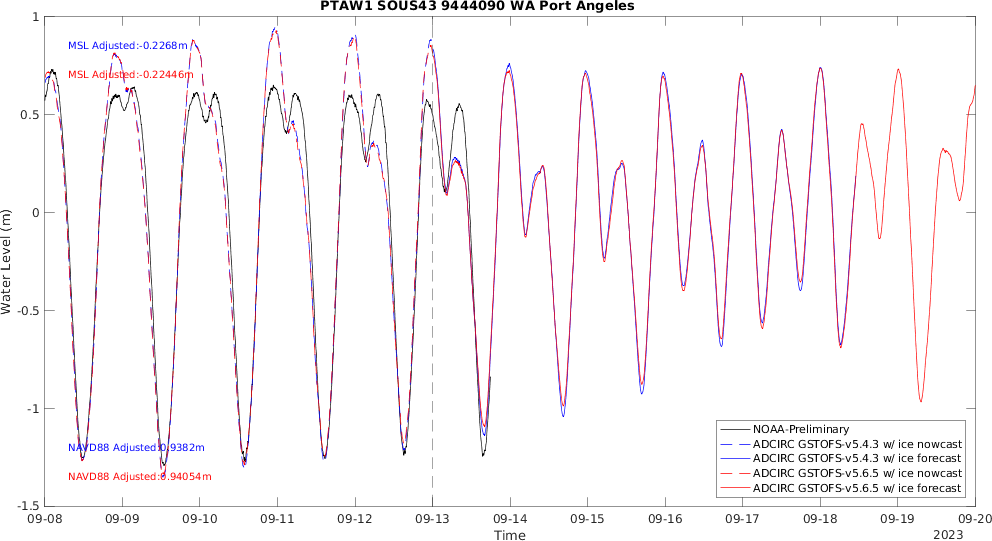 PTAW1 SOUS43 9444090 WA Port Angeles
1
0.5
0
-0.5
-1
-1.5
Water Level (m)
MSL Adjusted:-0.2268m
MSL Adjusted:-0.22446m
NAVD88 Adjusted:0.9382m
NAVD88 Adjusted:0.94054m
NOAA-Preliminary
ADCIRC GSTOFS-v5.4.3 w/ ice nowcast
ADCIRC GSTOFS-v5.4.3 w/ ice forecast
ADCIRC GSTOFS-v5.6.5 w/ ice nowcast
ADCIRC GSTOFS-v5.6.5 w/ ice forecast
09-08 09-09 09-10 09-11 09-12 09-13 09-14 09-15 09-16 09-17 09-18 09-19 09-20
Time
2023